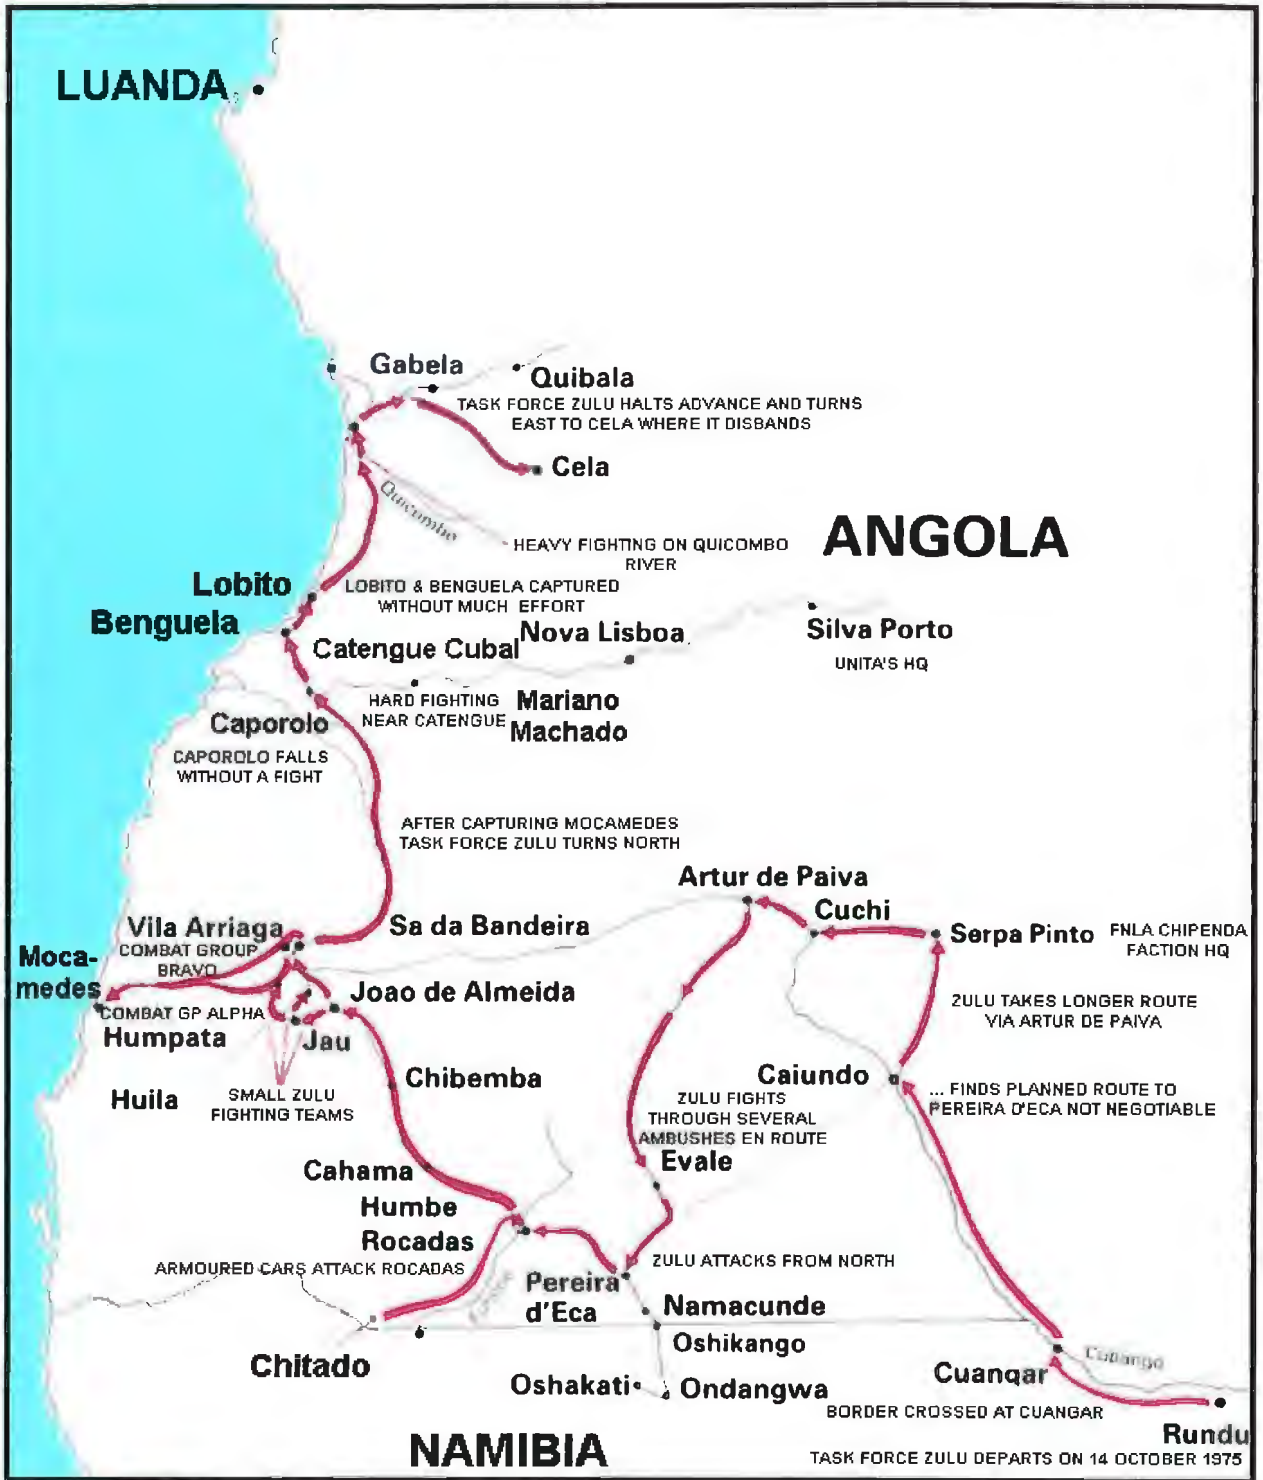 LUANDA
Gabela
Quibala
TASK FORCE ZULU HALTS ADVANCE AND TURNS
EAST TO CELA WHERE IT DISBANDS
Cela
Quicombo
ANGOLA
HEAVY FIGHTING ON QUICOMBO
RIVER
Lobito
LOBITO & BENGUELA CAPTURED
WITHOUT MUCH EFFORT
Benguela
Catengue Cubal
Nova Lisboa
Silva Porto
UNITA'S HQ
HARD FIGHTING
NEAR CATENGUE
Mariano
Machado
Caporolo
CAPOROLO FALLS
WITHOUT A FIGHT
AFTER CAPTURING MOCAMEDES
TASK FORCE ZULU TURNS NORTH
Artur de Paiva
Cuchi
Serpa Pinto
FNLA CHIPENDA
FACTION HQ
Vila Arriaga
COMBAT GROUP
BRAVO
Sa da Bandeira
Moca-
medes
COMBAT GP ALPHA
Joao de Almeida
ZULU TAKES LONGER ROUTE
VIA ARTUR DE PAIVA
Humpata
Jau
Chibemba
Caiundo
Huila
SMALL ZULU
FIGHTING TEAMS
ZULU FIGHTS
THROUGH SEVERAL
AMBUSHES EN ROUTE
... FINDS PLANNED ROUTE TO
PEREIRA D'ECA NOT NEGOTIABLE
Evale
Cahama
Humbe
Rocadas
ARMOURED CARS ATTACK ROCADAS
ZULU ATTACKS FROM NORTH
Pereira
d'Eca
Namacunde
Oshikango
Chitado
Oshakati
Ondangwa
Cuangar
Cubango
BORDER CROSSED AT CUANGAR
Rundu
NAMIBIA
TASK FORCE ZULU DEPARTS ON 14 OCTOBER 1975